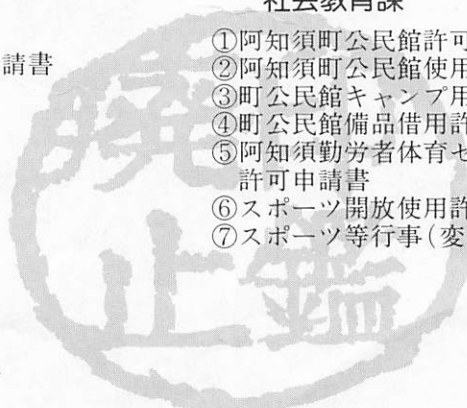 社会教育課
請書
①阿知須町公民館許可
②阿知須町公民館使用
③町公民館キャンプ用
④町公民館備品借用許
⑤阿知須勤労者体育セ
許可申請書
⑥スポーツ開放使用許
⑦スポーツ等行事(変
廃印
止鑑